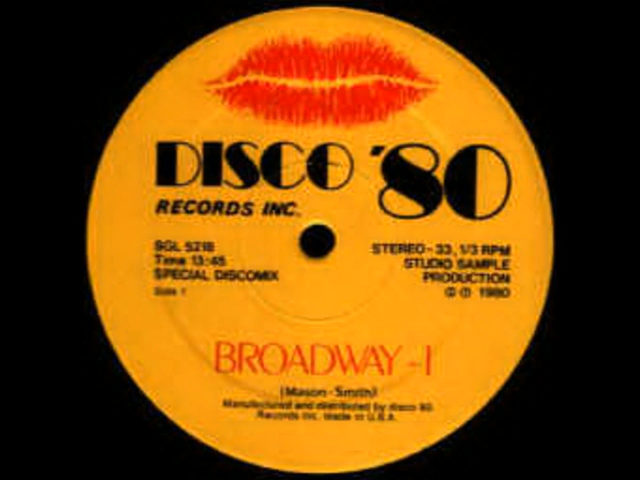 DISCO '80
RECORDS INC.
SGL 5218
Time 13:45
SPECIAL DISCOMIX
Side 1
STEREO - 33, 1/3 RPM
STUDIO SAMPLE
PRODUCTION
© ℗ 1980
BROADWAY - I
(Mason - Smith)
Manufactured and distributed by disco 80
Records Inc. made in U.S.A.